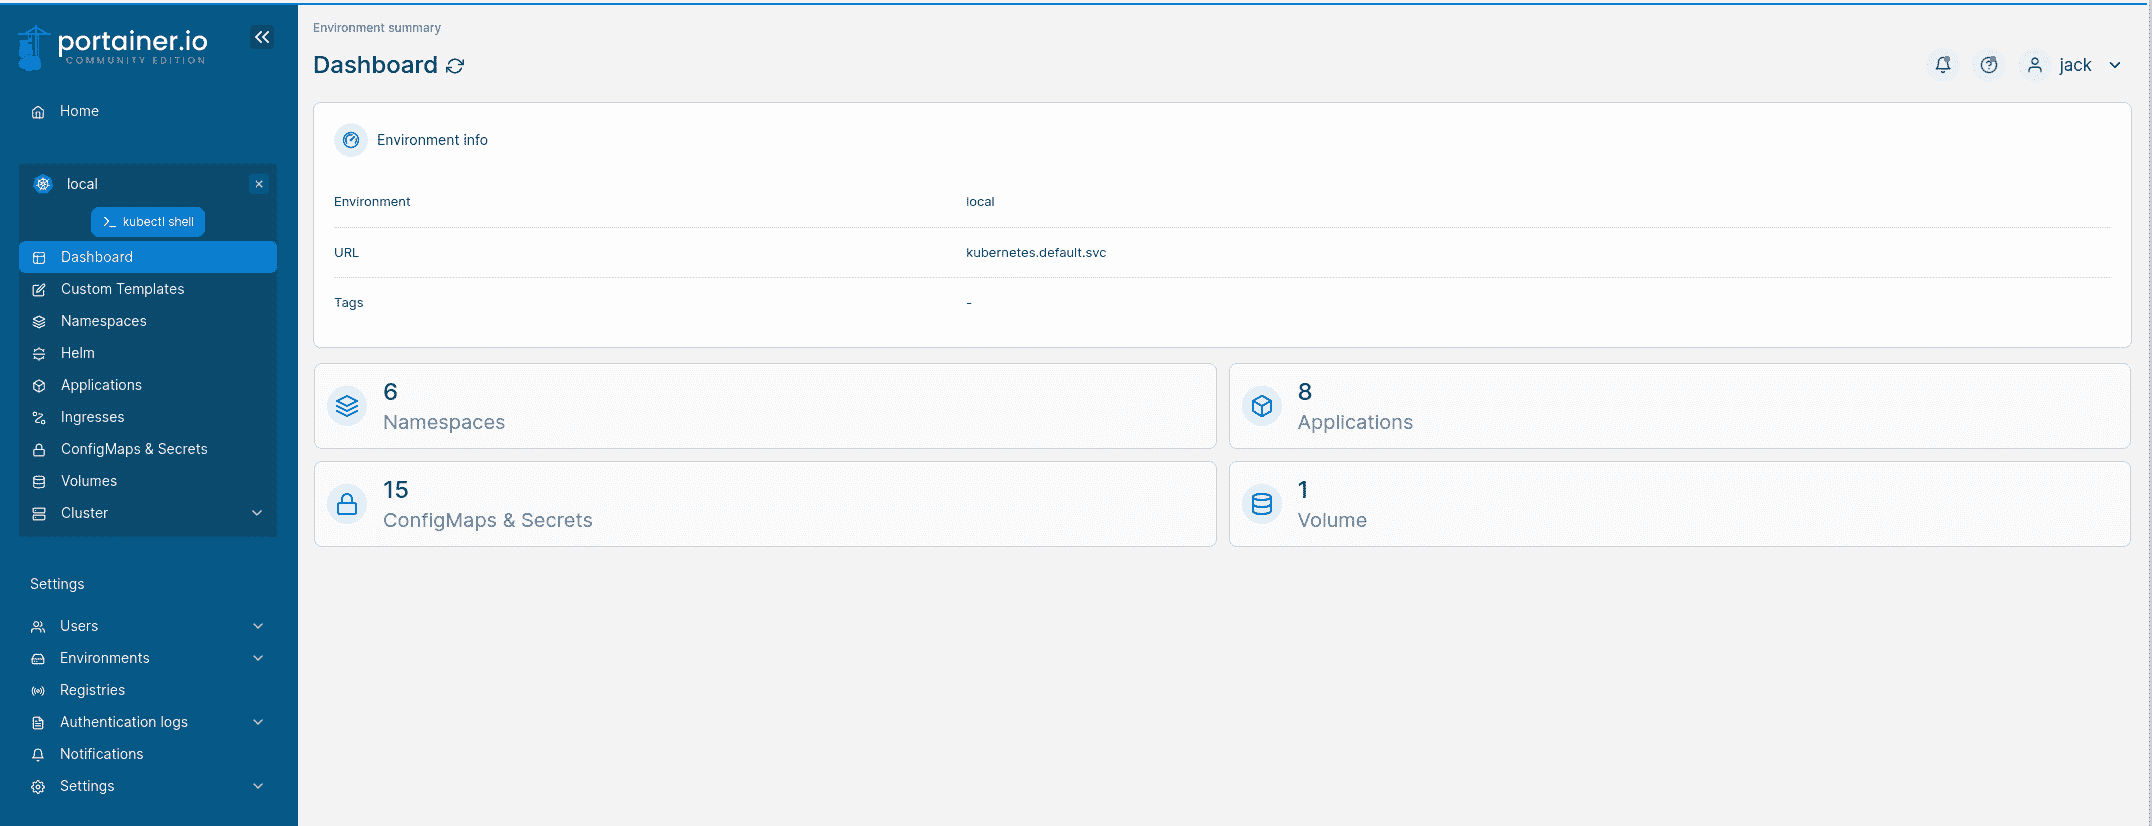 portainer.io
COMMUNITY EDITION
Home
local
kubectl shell
Dashboard
Custom Templates
Namespaces
Helm
Applications
Ingresses
ConfigMaps & Secrets
Volumes
Cluster
Settings
Users
Environments
Registries
Authentication logs
Notifications
Settings
Environment summary
Dashboard
jack
Environment info
Environment local
URL kubernetes.default.svc
Tags -
6
Namespaces
8
Applications
15
ConfigMaps & Secrets
1
Volume